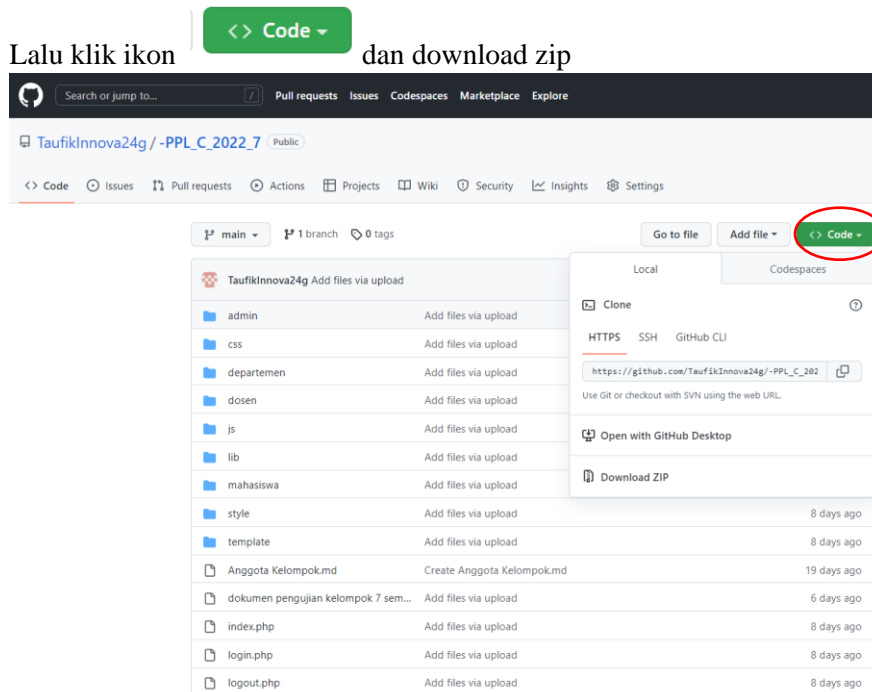 Lalu klik ikon <> Code dan download zip
Search or jump to... / Pull requests Issues Codespaces Marketplace Explore
TaufikInnova24g / -PPL_C_2022_7 Public
<> Code Issues Pull requests Actions Projects Wiki Security Insights Settings
main 1 branch 0 tags Go to file Add file <> Code
TaufikInnova24g Add files via upload
Local Codespaces
Clone
HTTPS SSH GitHub CLI
https://github.com/TaufikInnova24g/-PPL_C_202
Use Git or checkout with SVN using the web URL.
Open with GitHub Desktop
Download ZIP
admin Add files via upload
css Add files via upload
departemen Add files via upload
dosen Add files via upload
js Add files via upload
lib Add files via upload
mahasiswa Add files via upload
style Add files via upload 8 days ago
template Add files via upload 8 days ago
Anggota Kelompok.md Create Anggota Kelompok.md 19 days ago
dokumen pengujian kelompok 7 sem... Add files via upload 6 days ago
index.php Add files via upload 8 days ago
login.php Add files via upload 8 days ago
logout.php Add files via upload 8 days ago